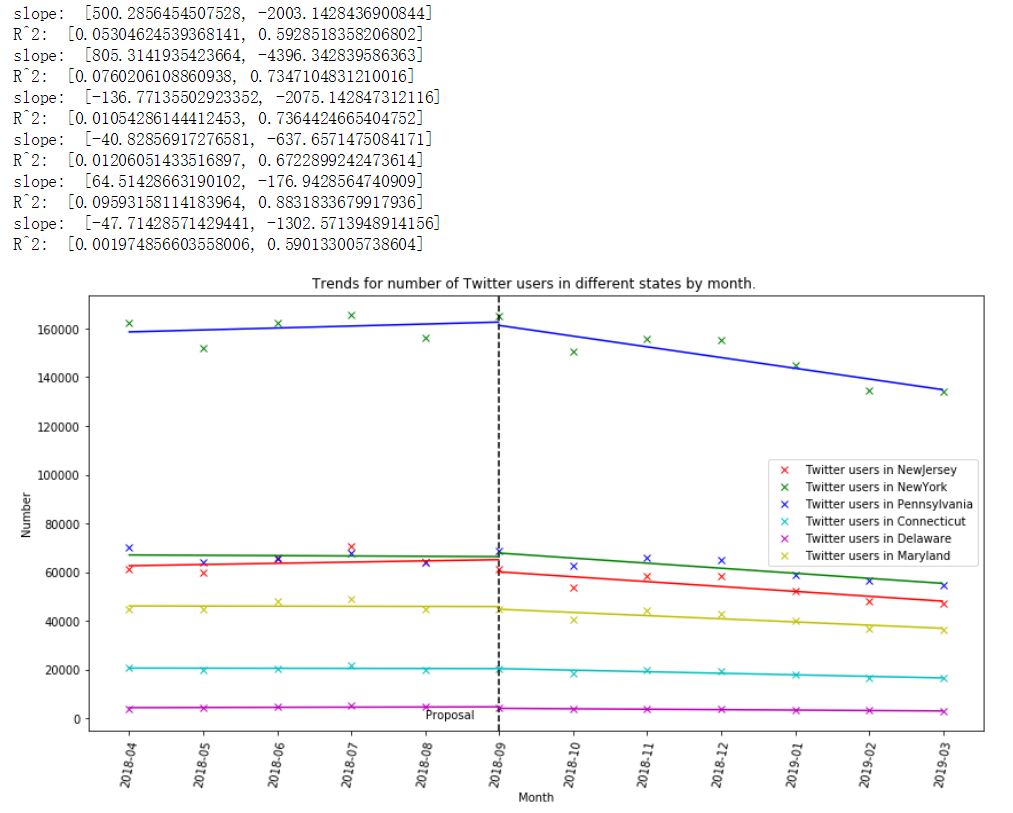 slope:  [500.2856454507528, -2003.1428436900844]
R^2:  [0.05304624539368141, 0.5928518358206802]
slope:  [805.3141935423664, -4396.342839586363]
R^2:  [0.0760206108860938, 0.7347104831210016]
slope:  [-136.77135502923352, -2075.142847312116]
R^2:  [0.01054286144412453, 0.7364424665404752]
slope:  [-40.82856917276581, -637.6571475084171]
R^2:  [0.01206051433516897, 0.6722899242473614]
slope:  [64.51428663190102, -176.9428564740909]
R^2:  [0.09593158114183964, 0.8831833679917936]
slope:  [-47.71428571429441, -1302.5713948914156]
R^2:  [0.001974856603558006, 0.590133005738604]
Trends for number of Twitter users in different states by month.
160000
140000
120000
100000
80000
60000
40000
20000
0
Number
Twitter users in NewJersey
Twitter users in NewYork
Twitter users in Pennsylvania
Twitter users in Connecticut
Twitter users in Delaware
Twitter users in Maryland
Proposal
2018-04
2018-05
2018-06
2018-07
2018-08
2018-09
2018-10
2018-11
2018-12
2019-01
2019-02
2019-03
Month